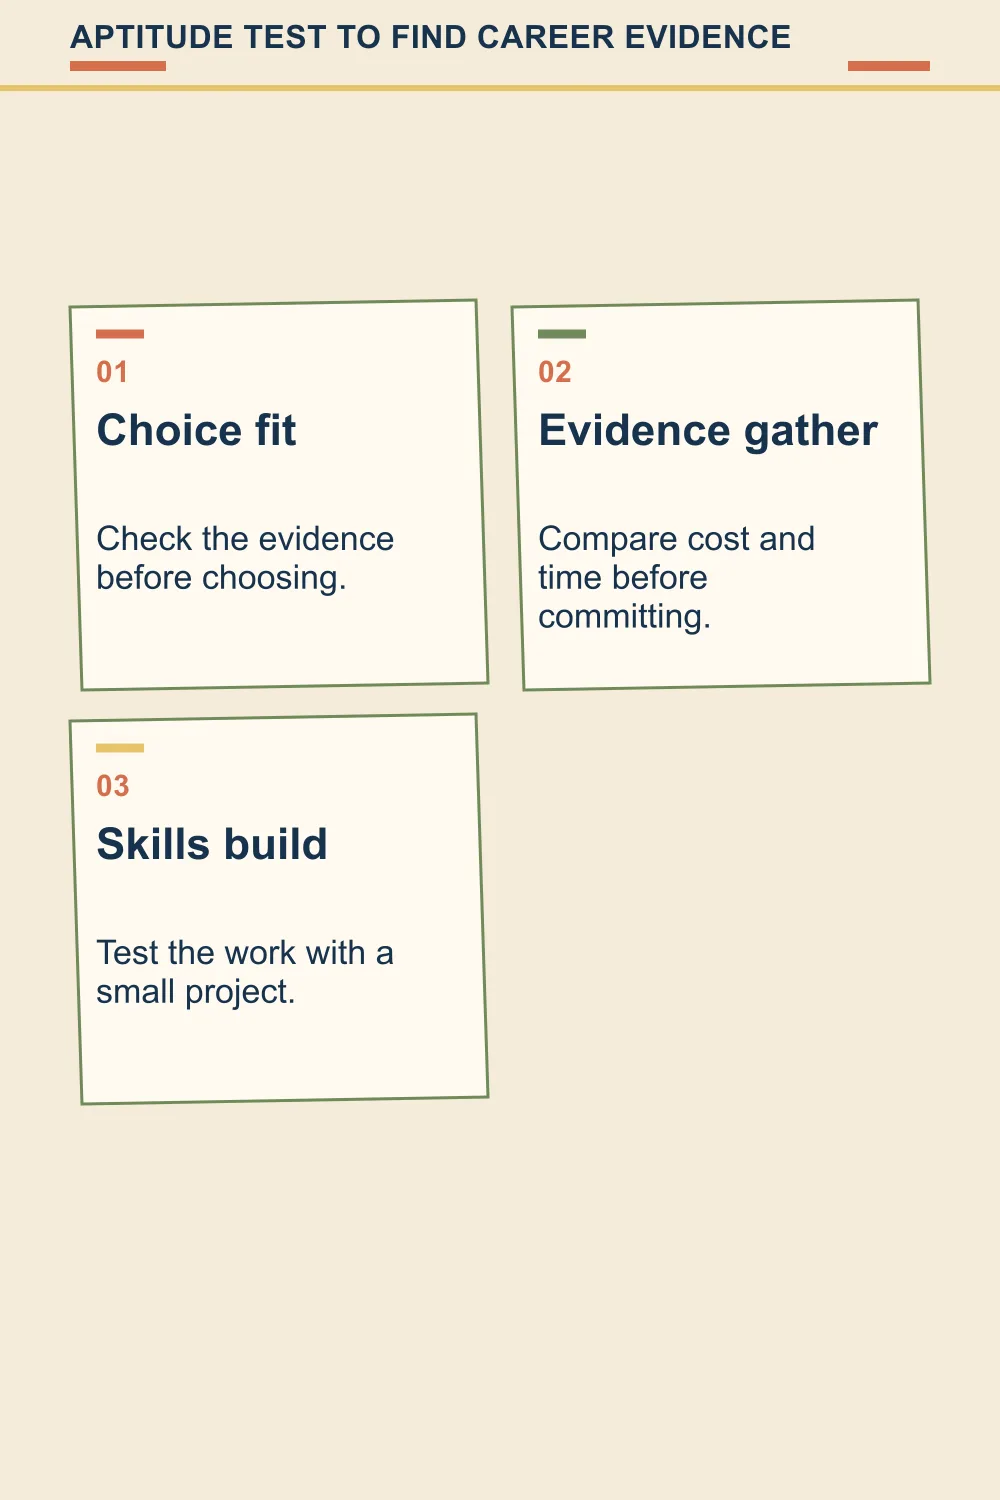 APTITUDE TEST TO FIND CAREER EVIDENCE
01
Choice fit
Check the evidence
before choosing.
02
Evidence gather
Compare cost and
time before
committing.
03
Skills build
Test the work with a
small project.